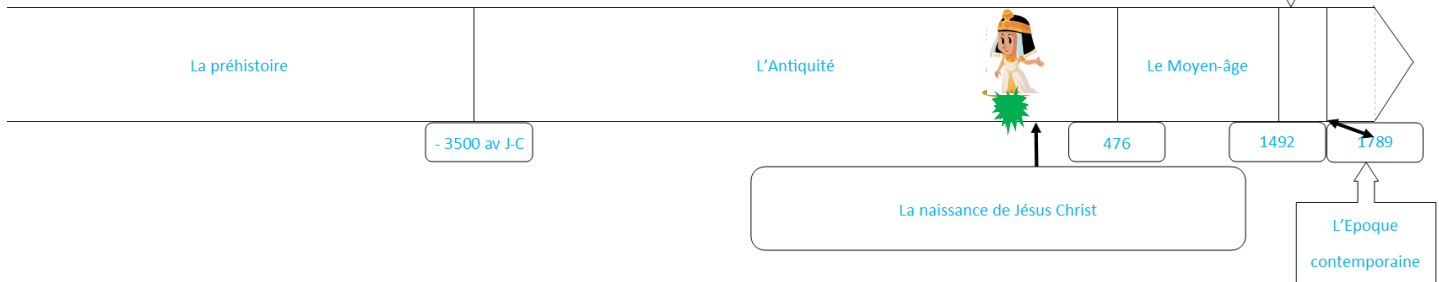 La préhistoire
L'Antiquité
Le Moyen-âge
- 3500 av J-C
476
1492
1789
La naissance de Jésus Christ
L'Epoque
contemporaine